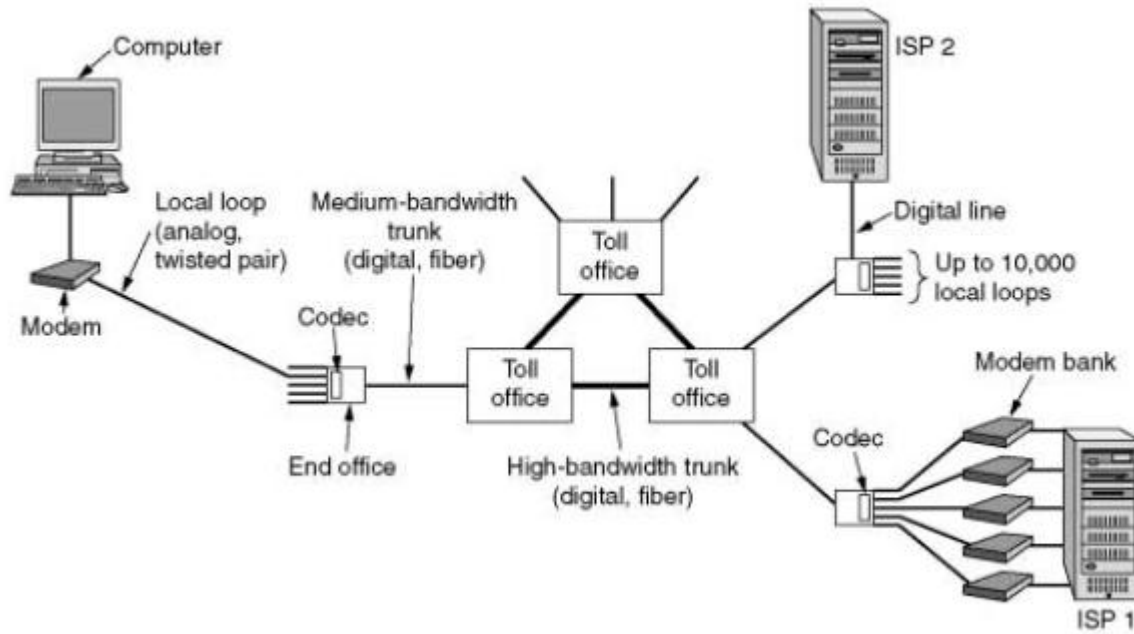 Computer
ISP 2
Local loop
(analog,
twisted pair)
Medium-bandwidth
trunk
(digital, fiber)
Toll
office
Digital line
Up to 10,000
local loops
Modem
Codec
Toll
office
Toll
office
Modem bank
End office
High-bandwidth trunk
(digital, fiber)
Codec
ISP 1